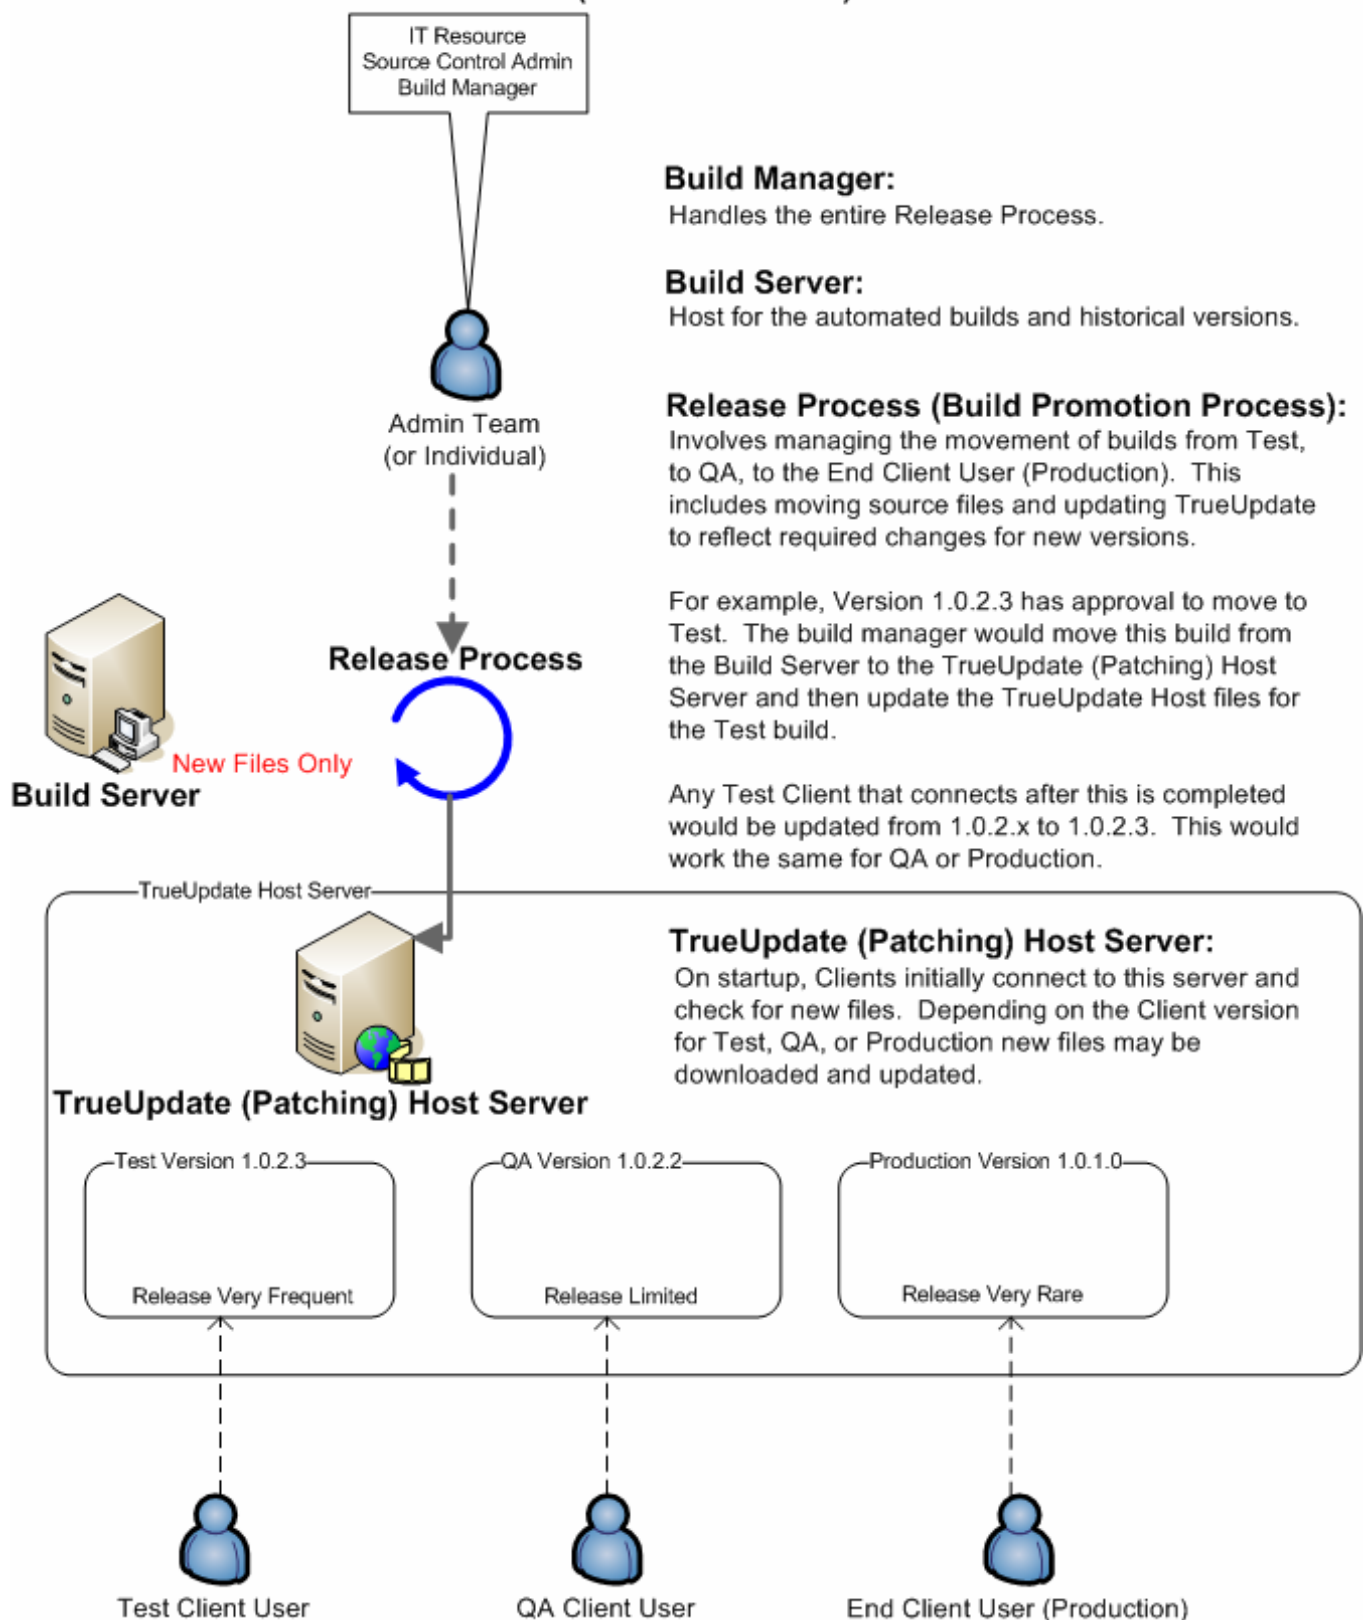 IT Resource
Source Control Admin
Build Manager
Build Manager:
Handles the entire Release Process.
Build Server:
Host for the automated builds and historical versions.
Admin Team
(or Individual)
Release Process (Build Promotion Process):
Involves managing the movement of builds from Test,
to QA, to the End Client User (Production). This
includes moving source files and updating TrueUpdate
to reflect required changes for new versions.
For example, Version 1.0.2.3 has approval to move to
Test. The build manager would move this build from
the Build Server to the TrueUpdate (Patching) Host
Server and then update the TrueUpdate Host files for
the Test build.
Any Test Client that connects after this is completed
would be updated from 1.0.2.x to 1.0.2.3. This would
work the same for QA or Production.
Release Process
New Files Only
Build Server
TrueUpdate Host Server
TrueUpdate (Patching) Host Server:
On startup, Clients initially connect to this server and
check for new files. Depending on the Client version
for Test, QA, or Production new files may be
downloaded and updated.
TrueUpdate (Patching) Host Server
Test Version 1.0.2.3
Release Very Frequent
QA Version 1.0.2.2
Release Limited
Production Version 1.0.1.0
Release Very Rare
Test Client User
QA Client User
End Client User (Production)